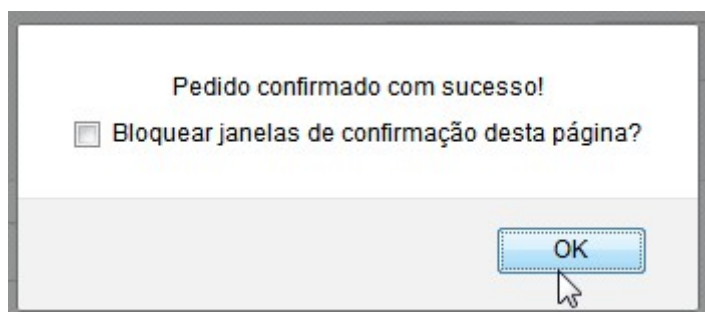 Pedido confirmado com sucesso!
Bloquear janelas de confirmação desta página?
OK